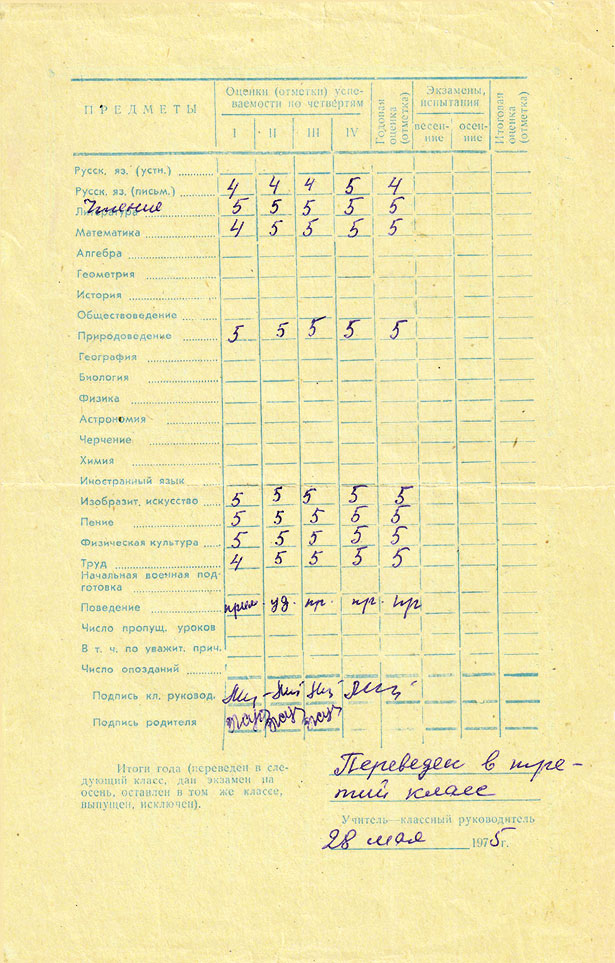 ПРЕДМЕТЫ
Оценки (отметки) успе-
ваемости по четвертям
I II III IV
Годовая оценка (отметка)
Экзамены, испытания
весен-
ние
осен-
ние
Итоговая оценка (отметка)
Русск. яз. (устн.)
Русск. яз. (письм.) 4 4 4 5 4
Литература Чтение 5 5 5 5 5
Математика 4 5 5 5 5
Алгебра
Геометрия
История
Обществоведение
Природоведение 5 5 5 5 5
География
Биология
Физика
Астрономия
Черчение
Химия
Иностранный язык
Изобразит. искусство 5 5 5 5 5
Пение 5 5 5 5 5
Физическая культура 5 5 5 5 5
Труд 4 5 5 5 5
Начальная военная под-
готовка
Поведение прим. уд. пр. пр. пр
Число пропущ. уроков
В т. ч. по уважит. прич.
Число опозданий
Подпись кл. руковод.
Подпись родителя
Итоги года (переведен в сле-
дующий класс, дан экзамен на
осень, оставлен в том же классе,
выпущен, исключен).
Переведен в тре-
тий класс
Учитель—классный руководитель
28 мая 1975 г.